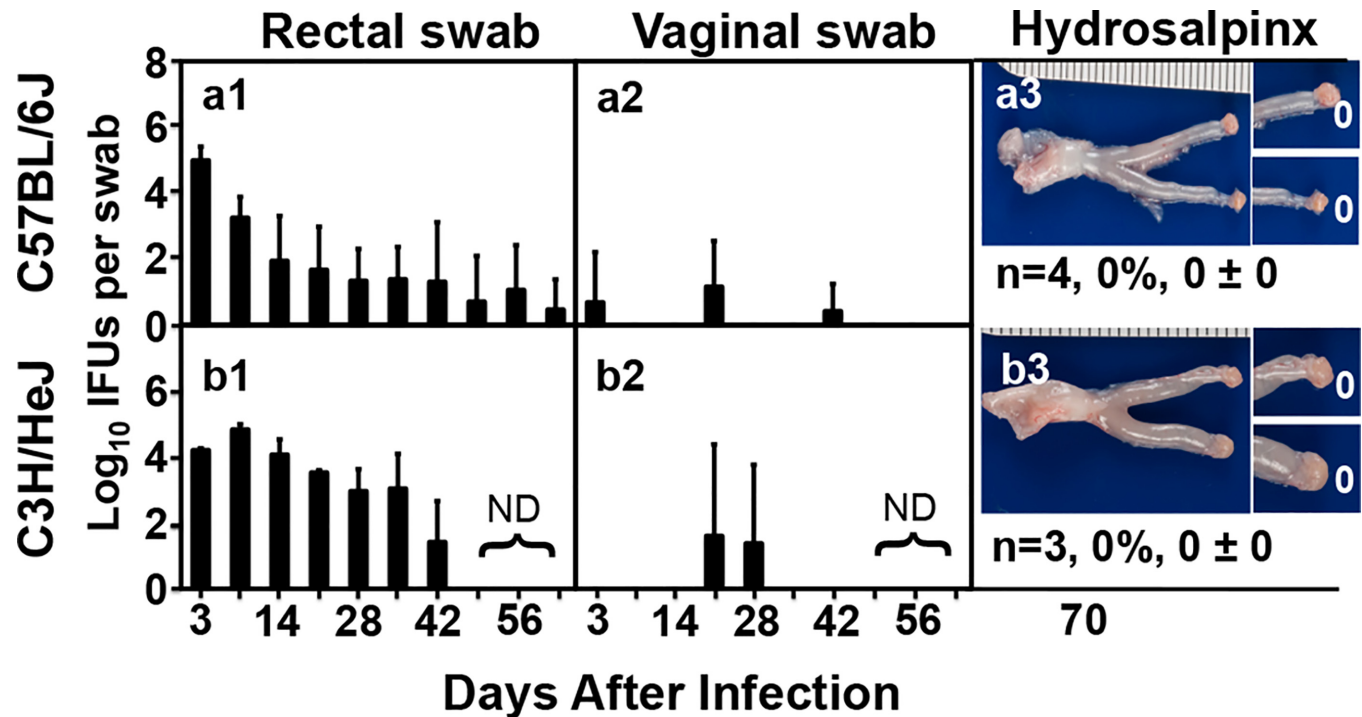 Rectal swab Vaginal swab Hydrosalpinx
C57BL/6J
C3H/HeJ
Log10 IFUs per swab
8
6
4
2
0
6
4
2
0
a1
a2
a3
0
0
n=4, 0%, 0 ± 0
b1
ND
b2
ND
b3
0
0
n=3, 0%, 0 ± 0
3 14 28 42 56 3 14 28 42 56 70
Days After Infection